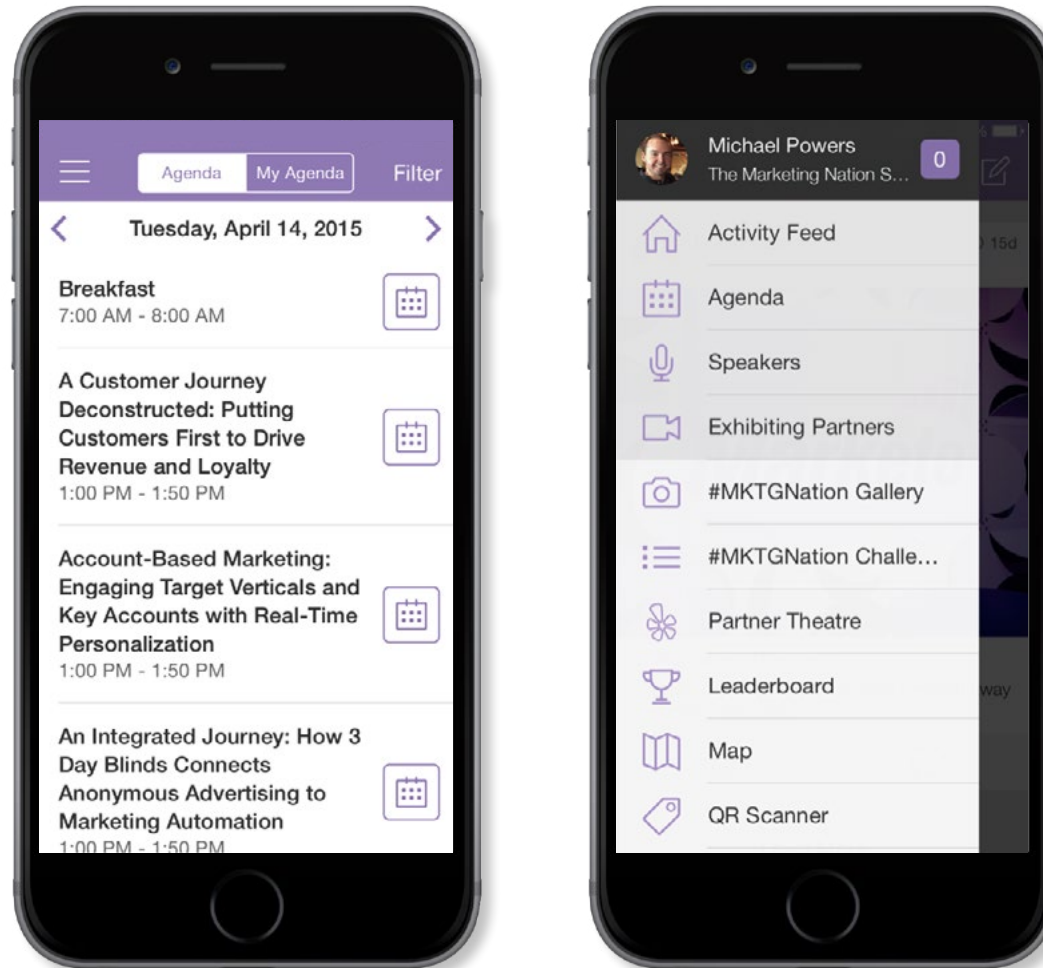 Agenda
My Agenda
Filter
Tuesday, April 14, 2015
Breakfast
7:00 AM - 8:00 AM
A Customer Journey
Deconstructed: Putting
Customers First to Drive
Revenue and Loyalty
1:00 PM - 1:50 PM
Account-Based Marketing:
Engaging Target Verticals and
Key Accounts with Real-Time
Personalization
1:00 PM - 1:50 PM
An Integrated Journey: How 3
Day Blinds Connects
Anonymous Advertising to
Marketing Automation
1:00 PM - 1:50 PM
Michael Powers
The Marketing Nation S...
0
Activity Feed
15d
Agenda
Speakers
Exhibiting Partners
#MKTGNation Gallery
#MKTGNation Challe...
Partner Theatre
Leaderboard
way
Map
QR Scanner